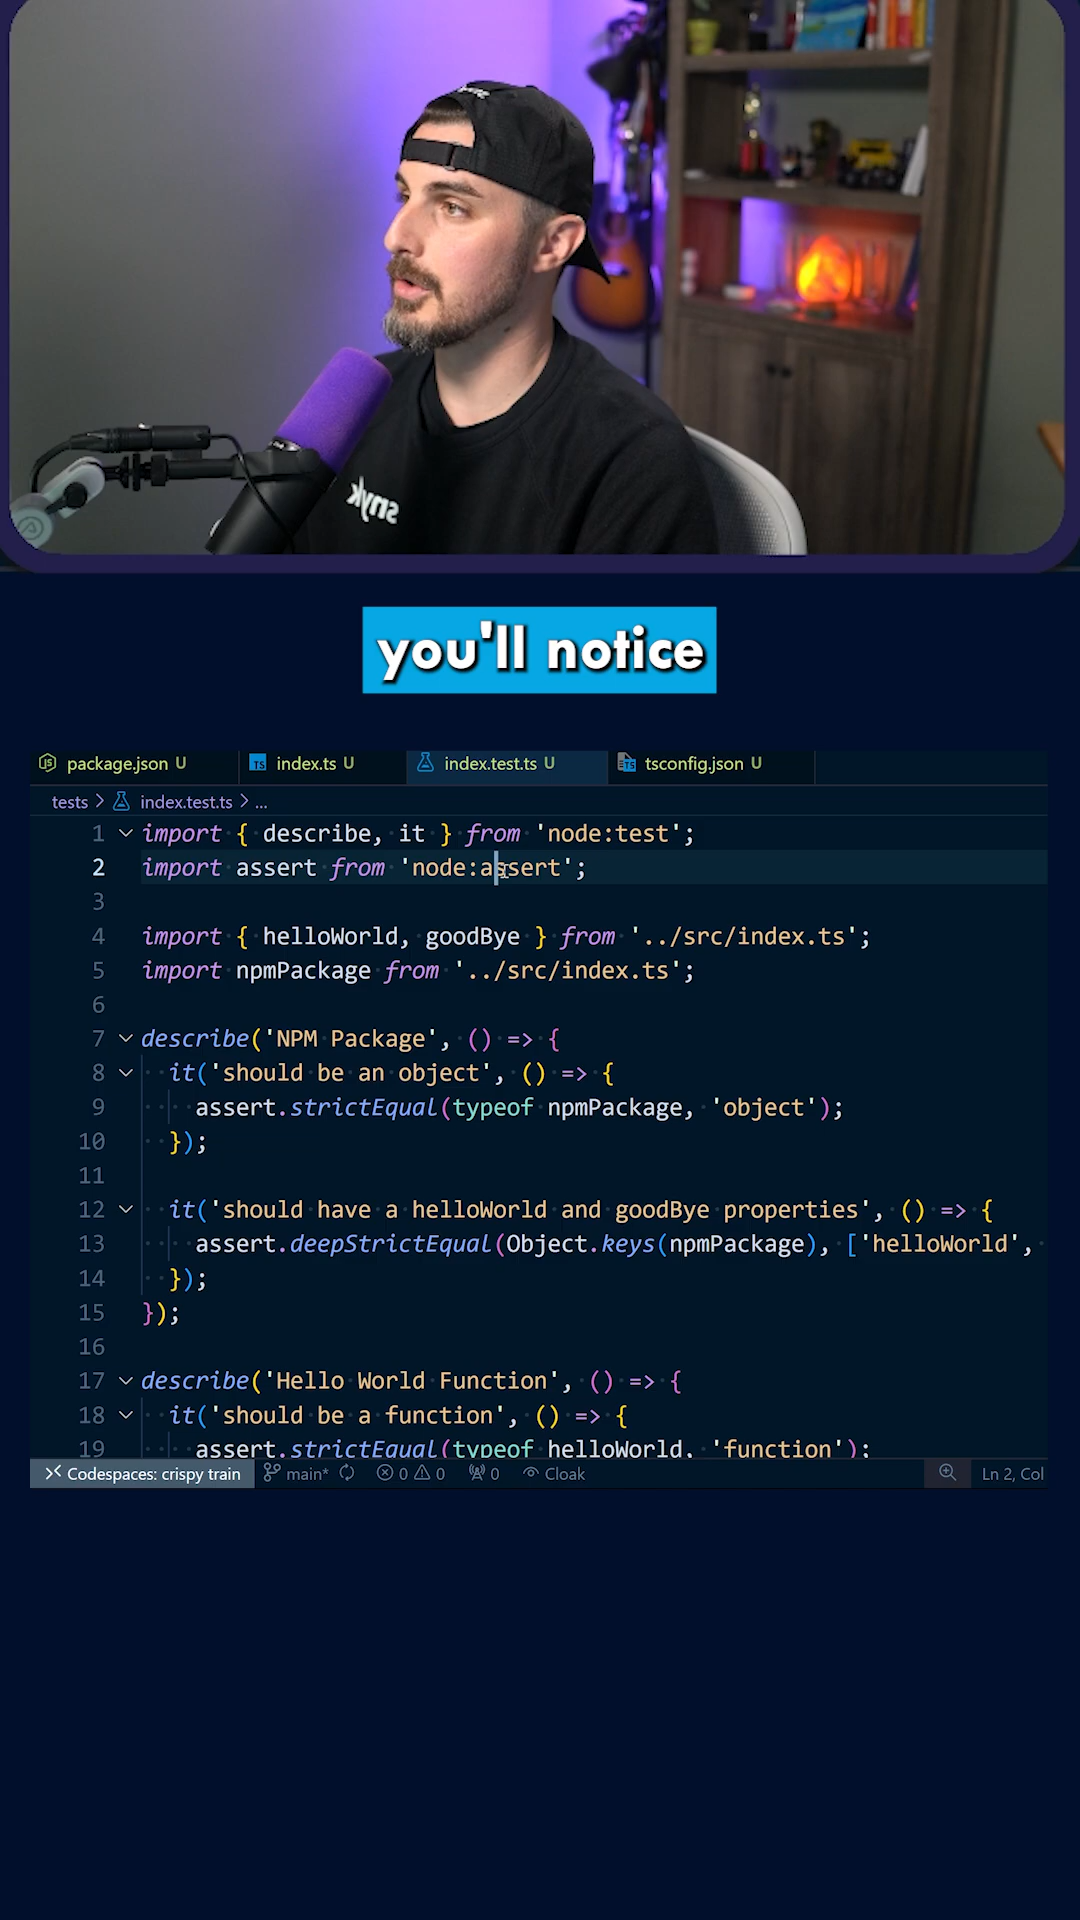 snyk
you'll notice
package.json U
index.ts U
index.test.ts U
tsconfig.json U
tests > index.test.ts > ...
1 import { describe, it } from 'node:test';
2 import assert from 'node:assert';
3
4 import { helloWorld, goodBye } from '../src/index.ts';
5 import npmPackage from '../src/index.ts';
6
7 describe('NPM Package', () => {
8 it('should be an object', () => {
9 assert.strictEqual(typeof npmPackage, 'object');
10 });
11
12 it('should have a helloWorld and goodBye properties', () => {
13 assert.deepStrictEqual(Object.keys(npmPackage), ['helloWorld',
14 });
15 });
16
17 describe('Hello World Function', () => {
18 it('should be a function', () => {
19 assert.strictEqual(typeof helloWorld, 'function');
Codespaces: crispy train main* 0 0 0 Cloak Ln 2, Col